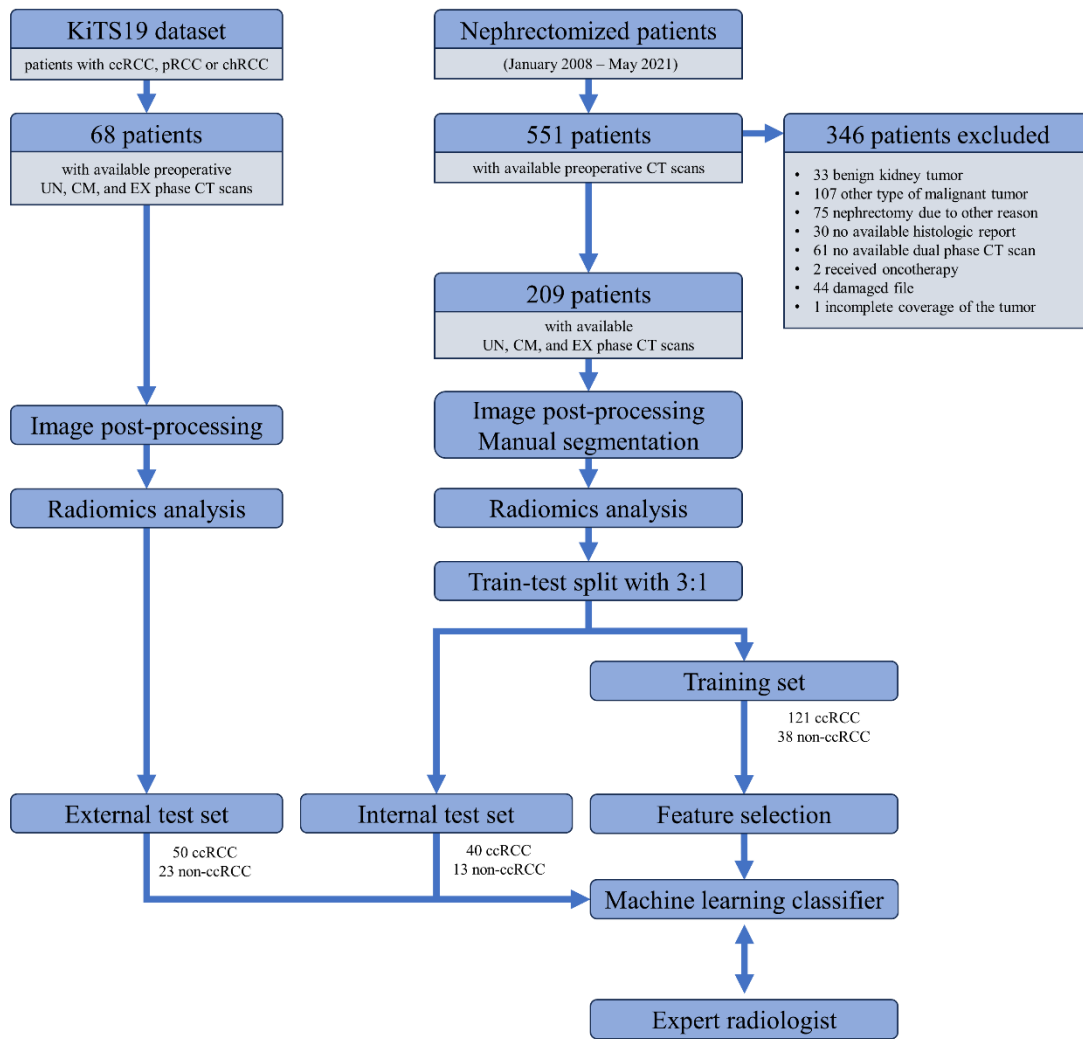 KiTS19 dataset
patients with ccRCC, pRCC or chRCC
68 patients
with available preoperative
UN, CM, and EX phase CT scans
Image post-processing
Radiomics analysis
External test set
50 ccRCC
23 non-ccRCC
Nephrectomized patients
(January 2008 – May 2021)
551 patients
with available preoperative CT scans
346 patients excluded
• 33 benign kidney tumor
• 107 other type of malignant tumor
• 75 nephrectomy due to other reason
• 30 no available histologic report
• 61 no available dual phase CT scan
• 2 received oncotherapy
• 44 damaged file
• 1 incomplete coverage of the tumor
209 patients
with available
UN, CM, and EX phase CT scans
Image post-processing
Manual segmentation
Radiomics analysis
Train-test split with 3:1
Internal test set
40 ccRCC
13 non-ccRCC
Training set
121 ccRCC
38 non-ccRCC
Feature selection
Machine learning classifier
Expert radiologist